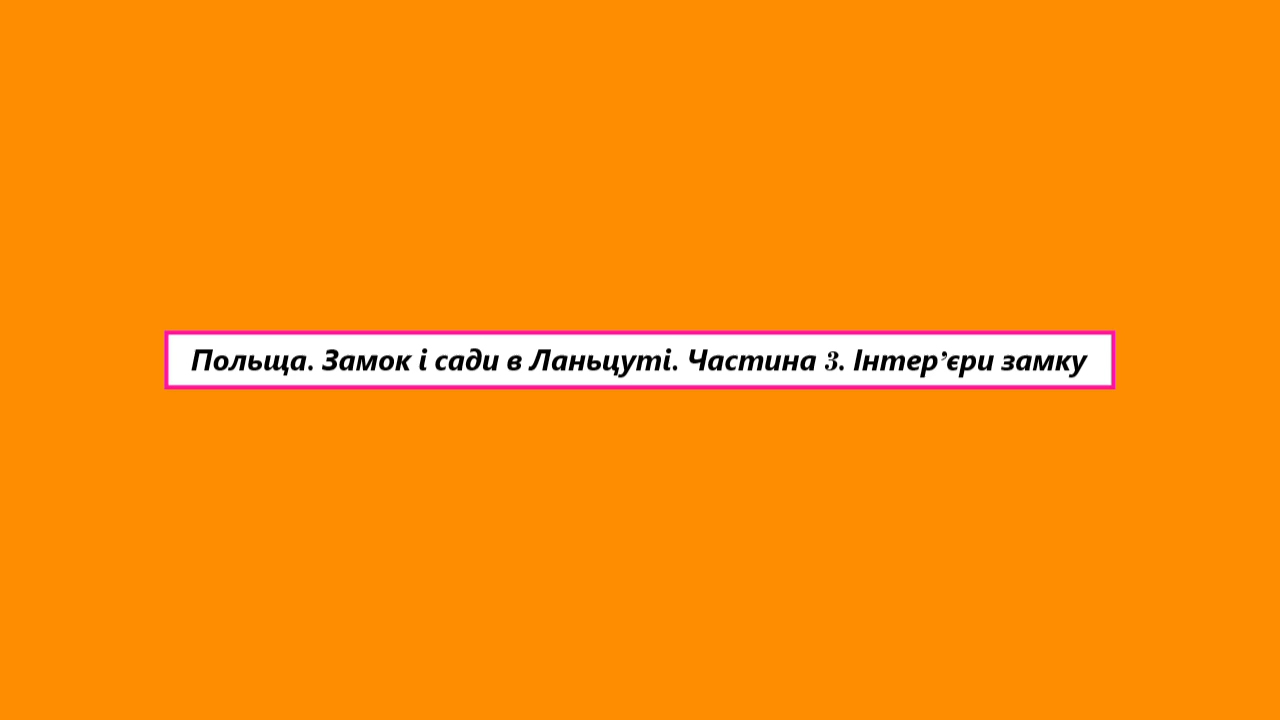 Польща. Замок і сади в Ланьцуті. Частина 3. Інтер’єри замку